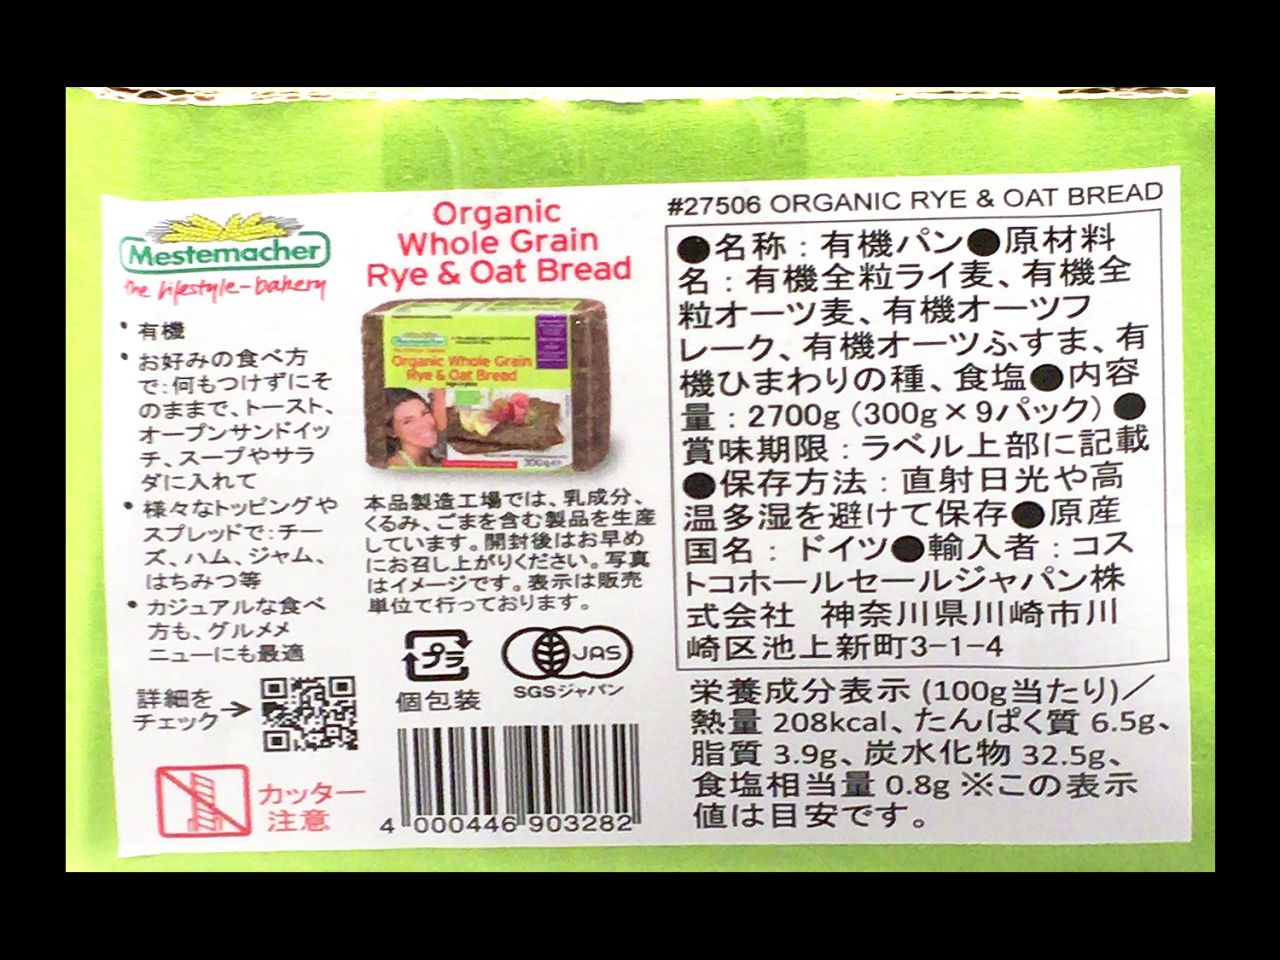 Mestemacher
the lifestyle-bakery
• 有機
• お好みの食べ方
で:何もつけずにそ
のままで、トースト、
オープンサンドイッ
チ、スープやサラ
ダに入れて
• 様々なトッピングや
スプレッドで:チー
ズ、ハム、ジャム、
はちみつ等
• カジュアルな食べ
方も、グルメメ
ニューにも最適
詳細を
チェック→
カッター
注意
Organic
Whole Grain
Rye & Oat Bread
Mestemacher
Organic Whole Grain
Rye & Oat Bread
300g e
本品製造工場では、乳成分、
くるみ、ごまを含む製品を生産
しています。開封後はお早め
にお召し上がりください。写真
はイメージです。表示は販売
単位で行っております。
プラ
個包装
JAS
SGSジャパン
4 000446 903282
#27506 ORGANIC RYE & OAT BREAD
●名称：有機パン●原材料
名：有機全粒ライ麦、有機全
粒オーツ麦、有機オーツフ
レーク、有機オーツふすま、有
機ひまわりの種、食塩●内容
量：2700g（300g×9パック）●
賞味期限：ラベル上部に記載
●保存方法：直射日光や高
温多湿を避けて保存●原産
国名：ドイツ●輸入者：コス
トコホールセールジャパン株
式会社 神奈川県川崎市川
崎区池上新町3-1-4
栄養成分表示 (100g当たり)／
熱量 208kcal、たんぱく質 6.5g、
脂質 3.9g、炭水化物 32.5g、
食塩相当量 0.8g ※この表示
値は目安です。